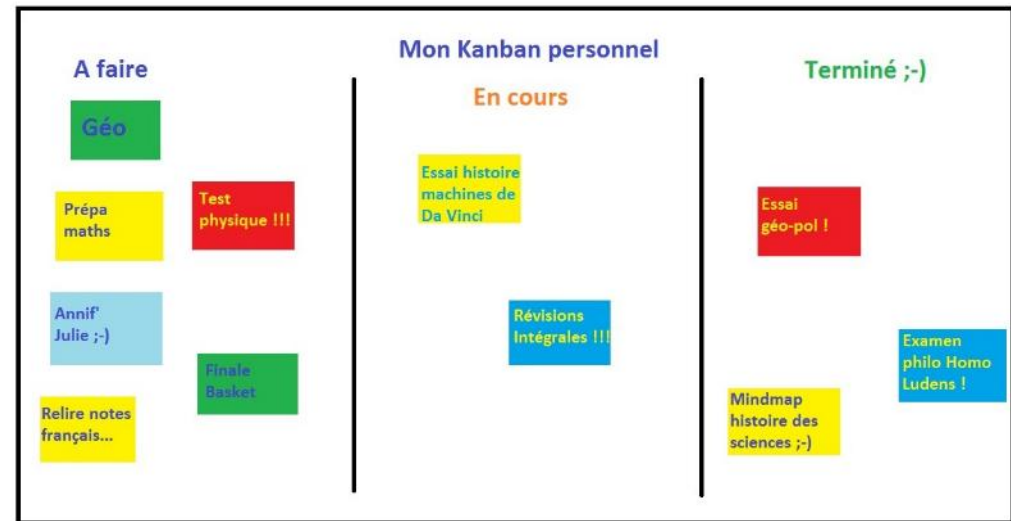 Mon Kanban personnel
A faire
Géo
Prépa
maths
Test
physique !!!
Annif'
Julie ;-)
Finale
Basket
Relire notes
français...
En cours
Essai histoire
machines de
Da Vinci
Révisions
Intégrales !!!
Terminé ;-)
Essai
géo-pol !
Examen
philo Homo
Ludens !
Mindmap
histoire des
sciences ;-)